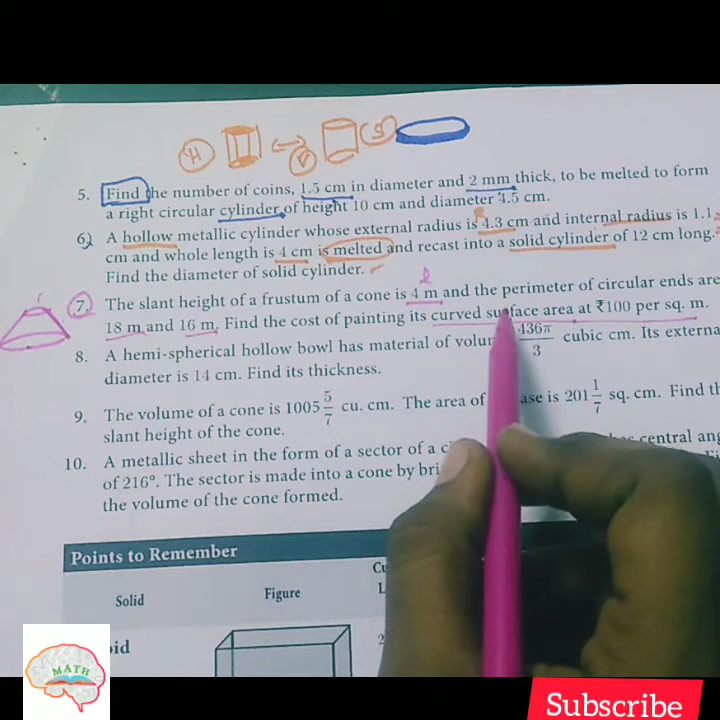 H V S
5. Find the number of coins, 1.5 cm in diameter and 2 mm thick, to be melted to form
a right circular cylinder of height 10 cm and diameter 4.5 cm.
6. A hollow metallic cylinder whose external radius is 4.3 cm and internal radius is 1.1
cm and whole length is 4 cm is melted and recast into a solid cylinder of 12 cm long.
Find the diameter of solid cylinder.
l
7. The slant height of a frustum of a cone is 4 m and the perimeter of circular ends are
18 m and 16 m. Find the cost of painting its curved surface area at ₹100 per sq. m.
8. A hemi-spherical hollow bowl has material of 436π/3 cubic cm. Its
diameter is 14 cm. Find its thickness.
9. The volume of a cone is 1005 5/7 cu. cm. The area of is 201 1/7 sq. cm. Find
slant height of the cone.
10. A metallic sheet in the form of a sector of a central
of 216°. The sector is made into a cone by
the volume of the cone formed.
Points to Remember
Solid Figure
MATH
Subscribe